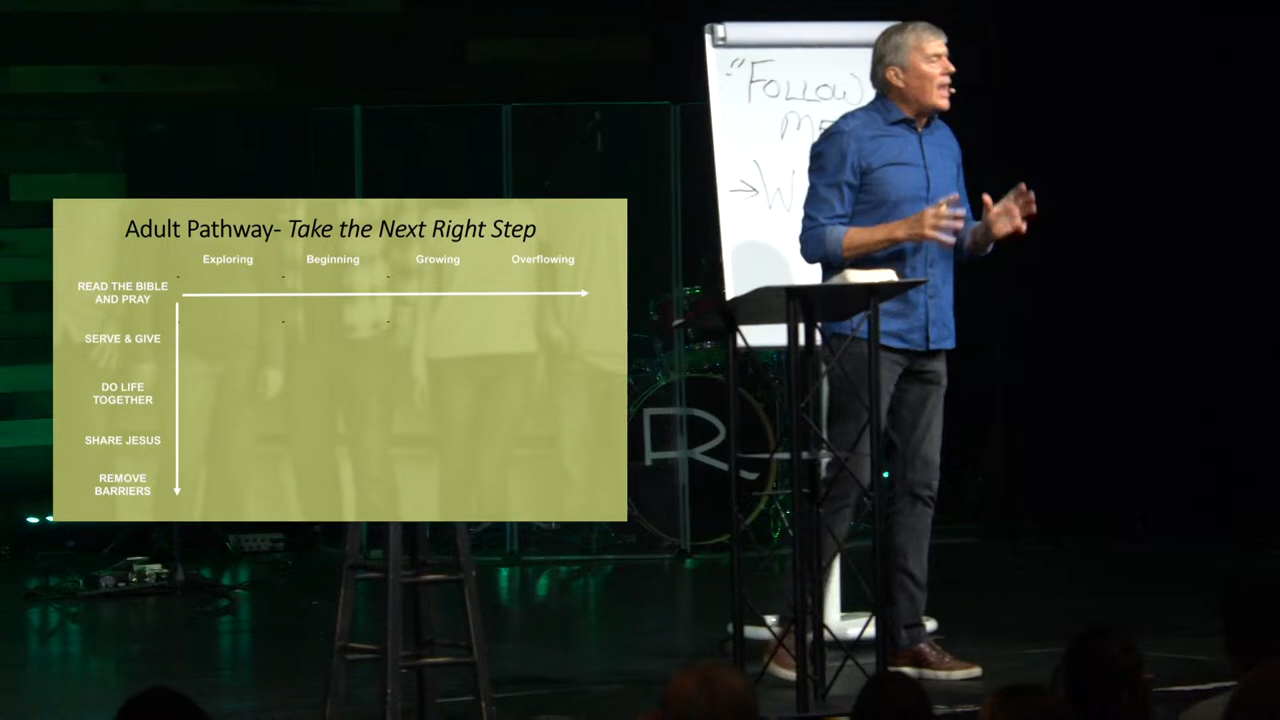 Adult Pathway- Take the Next Right Step
Exploring Beginning Growing Overflowing
READ THE BIBLE
AND PRAY
SERVE & GIVE
DO LIFE
TOGETHER
SHARE JESUS
REMOVE
BARRIERS
"FOLLOW
ME
→W
R